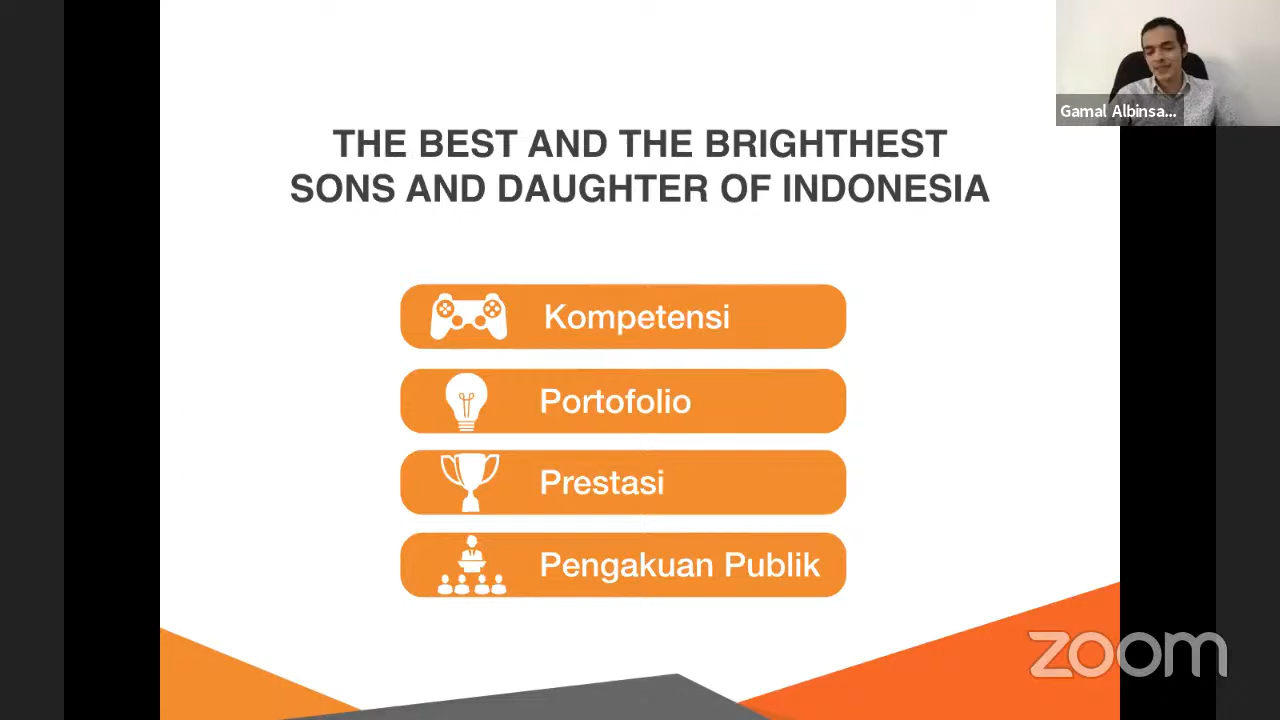 Gamal Albinsa...
THE BEST AND THE BRIGHTHEST
SONS AND DAUGHTER OF INDONESIA
Kompetensi
Portofolio
Prestasi
Pengakuan Publik
zoom